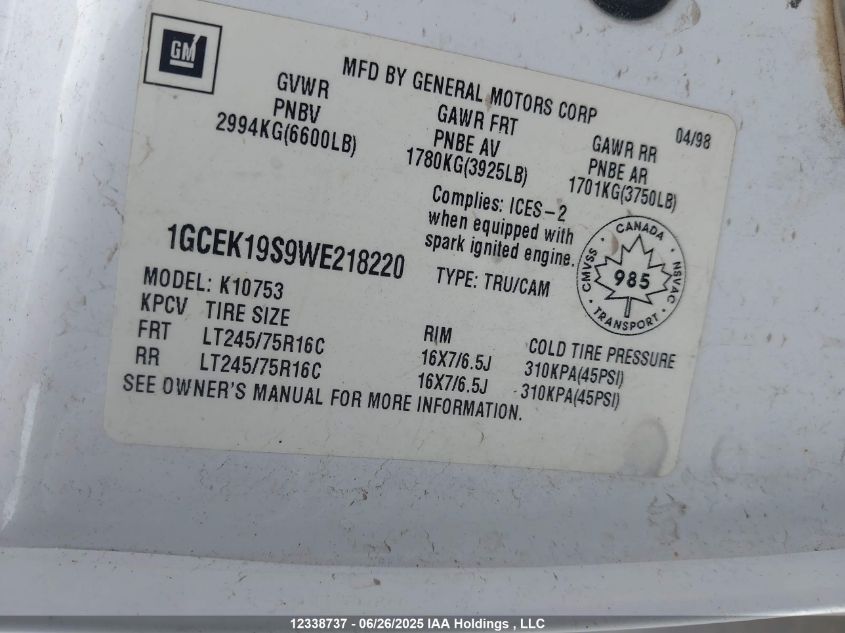 GM
MFD BY GENERAL MOTORS CORP
04/98
GVWR
PNBV
2994KG(6600LB)
GAWR FRT
PNBE AV
1780KG(3925LB)
GAWR RR
PNBE AR
1701KG(3750LB)
Complies: ICES-2
when equipped with
spark ignited engine.
1GCEK19S9WE218220
TYPE: TRU/CAM
CANADA
CMVSS
985
NSVAC
TRANSPORT
MODEL: K10753
KPCV TIRE SIZE RIM COLD TIRE PRESSURE
FRT LT245/75R16C 16X7/6.5J 310KPA(45PSI)
RR LT245/75R16C 16X7/6.5J 310KPA(45PSI)
SEE OWNER'S MANUAL FOR MORE INFORMATION.
12338737 - 06/26/2025 IAA Holdings , LLC